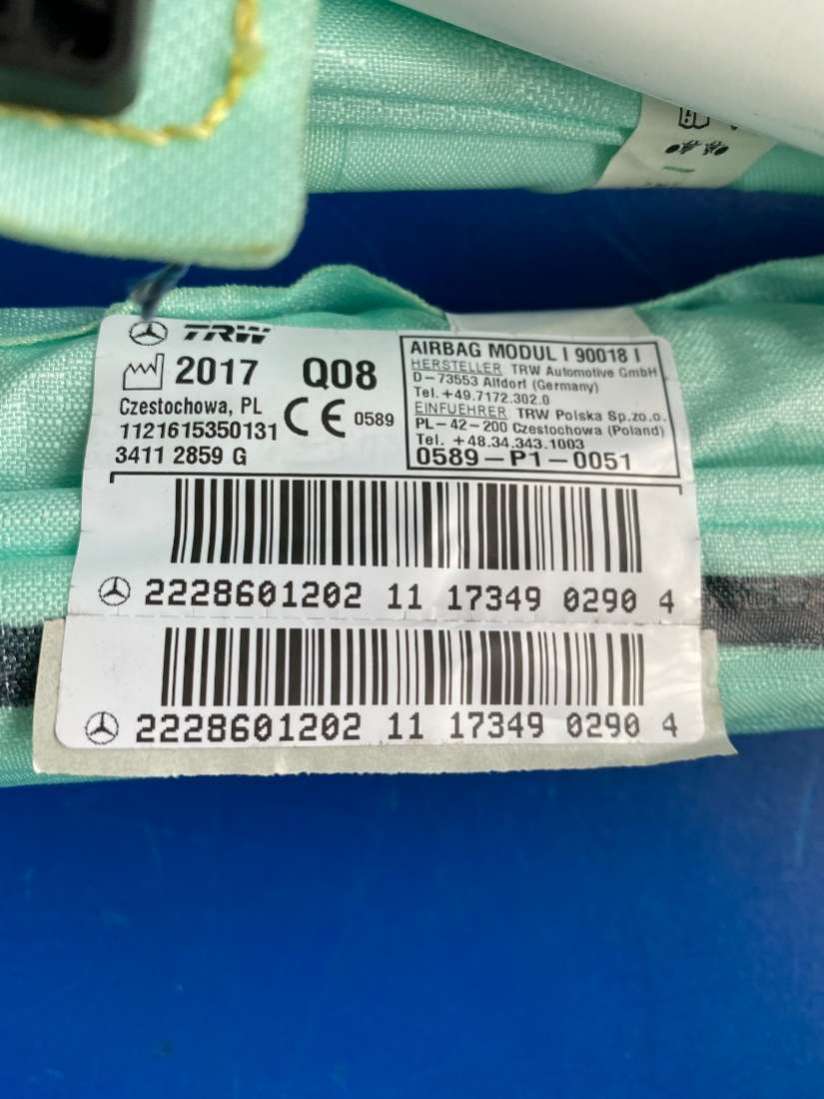 TRW
2017 Q08
Czestochowa, PL
CE 0589
1121615350131
3411 2859 G
AIRBAG MODUL I 90018 I
HERSTELLER TRW Automotive GmbH
D-73553 Alfdorf (Germany)
Tel. +49.7172.302.0
EINFUEHRER TRW Polska Sp.zo.o.
PL-42-200 Czestochowa (Poland)
Tel. +48.34.343.1003
0589-P1-0051
2228601202 11 17349 0290 4
2228601202 11 17349 0290 4